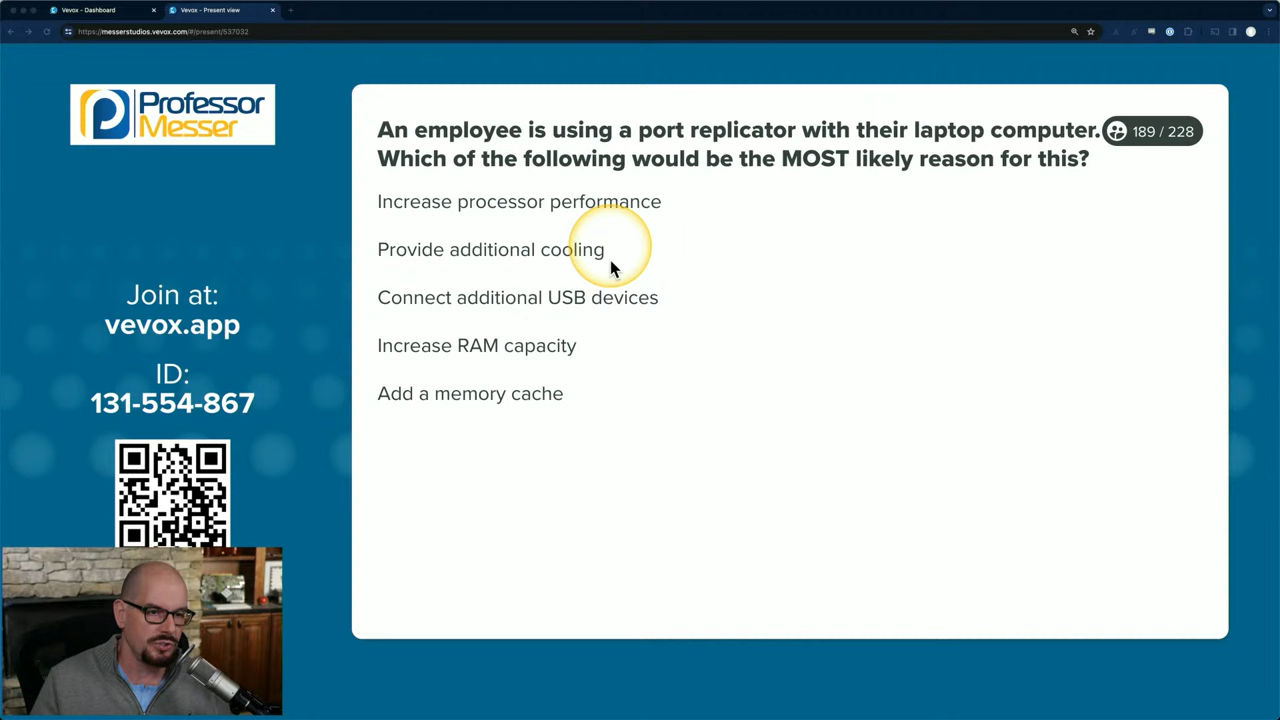 Vevox - Dashboard
Vevox - Present view
https://messerstudios.vevox.com/#/present/537032
Professor
Messer
An employee is using a port replicator with their laptop computer.
189 / 228
Which of the following would be the MOST likely reason for this?
Increase processor performance
Provide additional cooling
Connect additional USB devices
Increase RAM capacity
Add a memory cache
Join at:
vevox.app
ID:
131-554-867